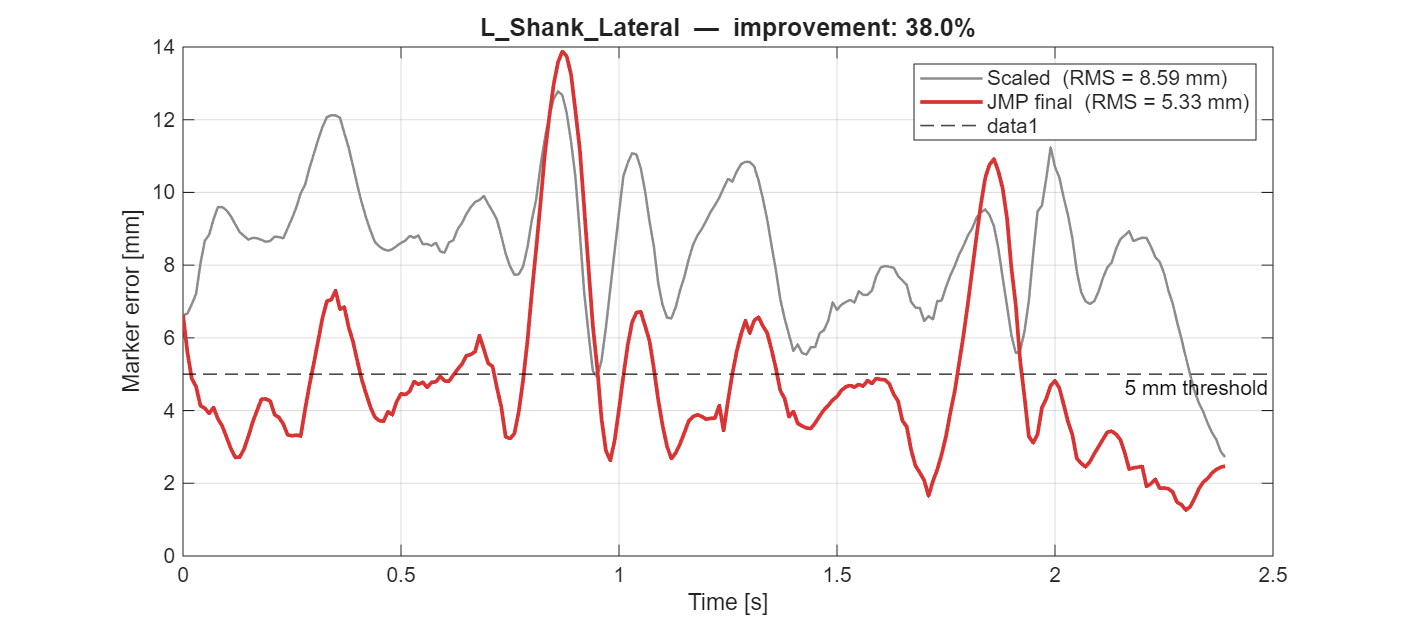 L_Shank_Lateral — improvement: 38.0%
Scaled (RMS = 8.59 mm)
JMP final (RMS = 5.33 mm)
data1
Marker error [mm]
14
12
10
8
6
4
2
0
5 mm threshold
0
0.5
1
1.5
2
2.5
Time [s]